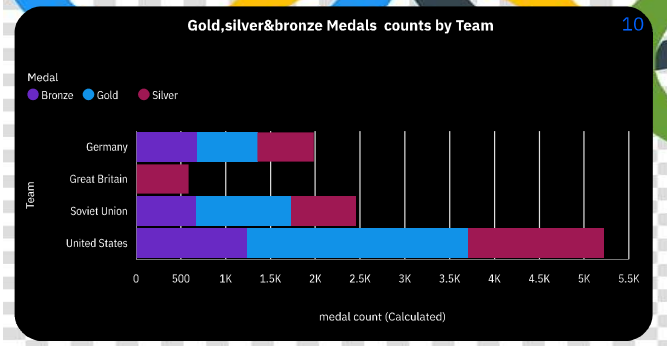 Gold,silver&bronze Medals counts by Team
10
Medal
Bronze Gold Silver
Team
Germany
Great Britain
Soviet Union
United States
0 500 1K 1.5K 2K 2.5K 3K 3.5K 4K 4.5K 5K 5.5K
medal count (Calculated)